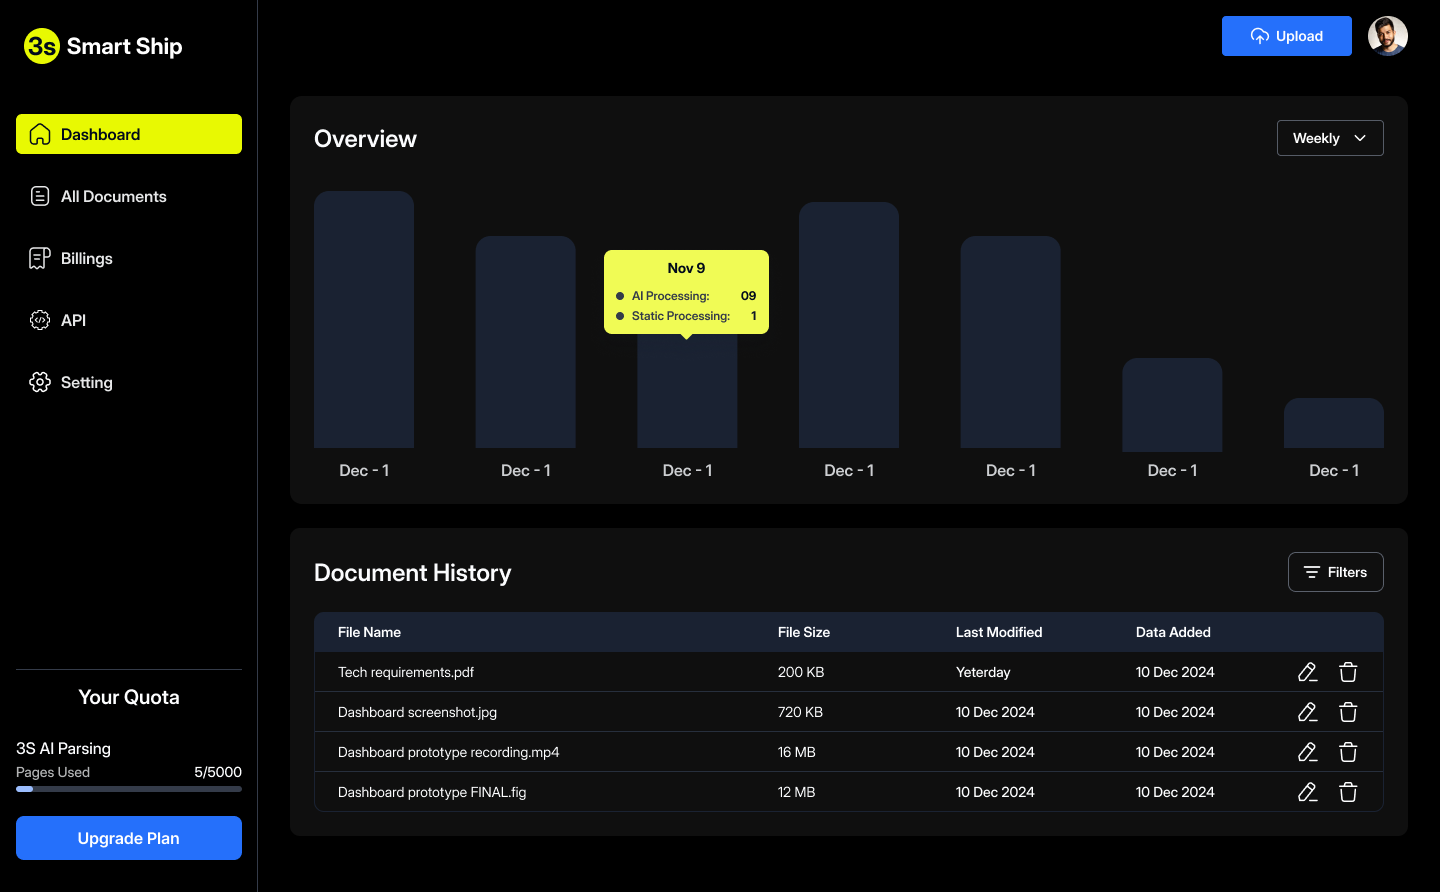 3s Smart Ship
Upload
Dashboard
All Documents
Billings
API
Setting
Your Quota
3S AI Parsing
Pages Used 5/5000
Upgrade Plan
Overview
Weekly
Nov 9
AI Processing: 09
Static Processing: 1
Dec - 1 Dec - 1 Dec - 1 Dec - 1 Dec - 1 Dec - 1 Dec - 1
Document History
Filters
File Name File Size Last Modified Data Added
Tech requirements.pdf 200 KB Yeterday 10 Dec 2024
Dashboard screenshot.jpg 720 KB 10 Dec 2024 10 Dec 2024
Dashboard prototype recording.mp4 16 MB 10 Dec 2024 10 Dec 2024
Dashboard prototype FINAL.fig 12 MB 10 Dec 2024 10 Dec 2024